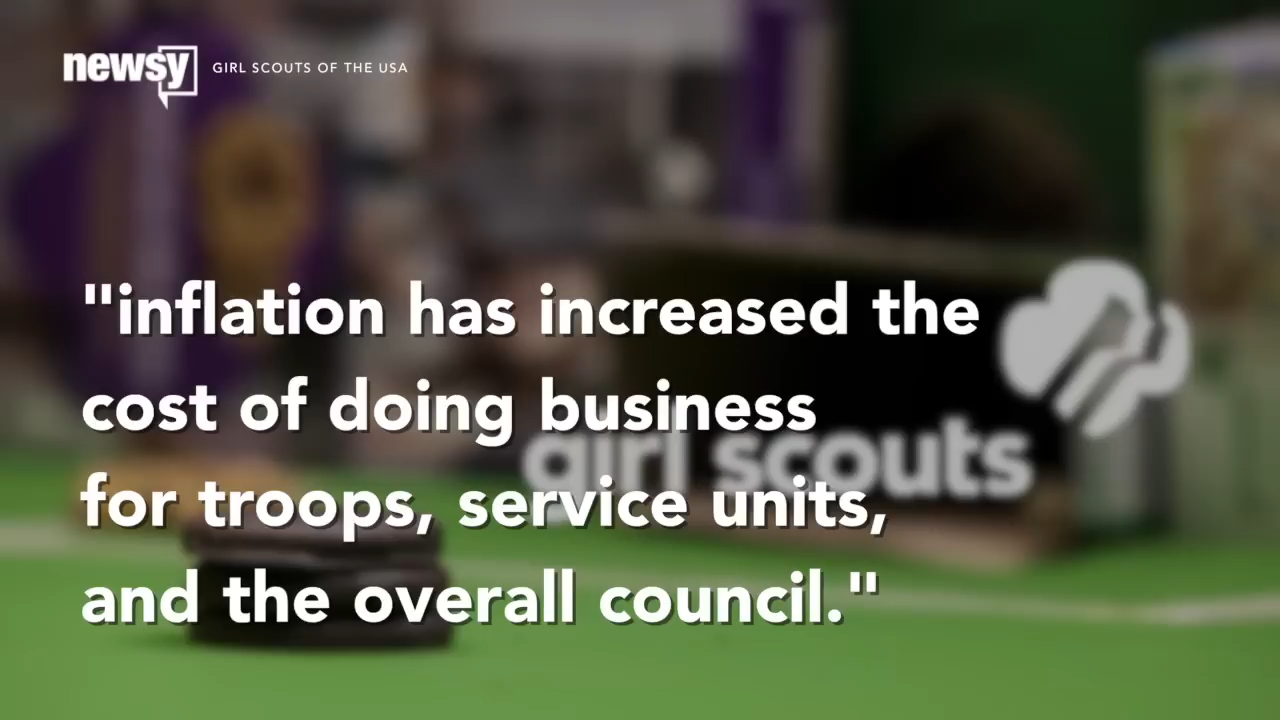 newsy GIRL SCOUTS OF THE USA
"inflation has increased the
cost of doing business
girl scouts
for troops, service units,
and the overall council."